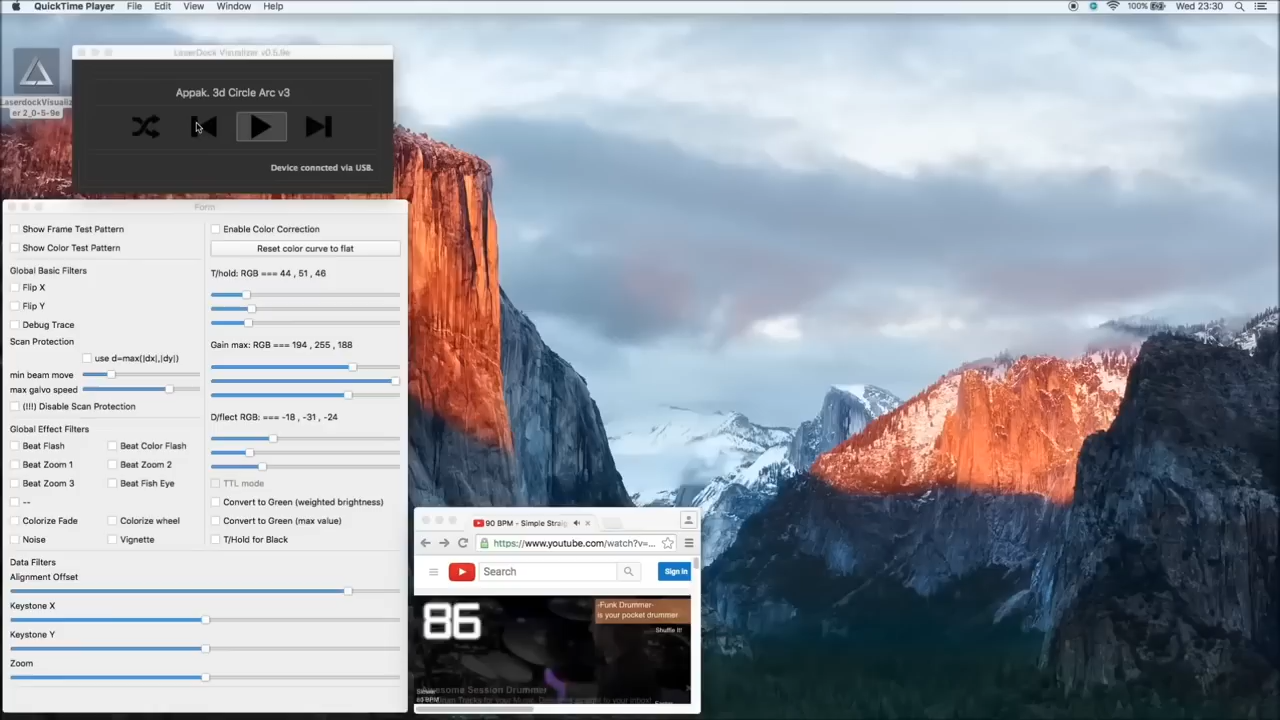 QuickTime Player File Edit View Window Help
100% Wed 23:30
LaserdockVisualiz
er 2_0-5-9e
LaserDock Visualizer v0.5.9e
Appak. 3d Circle Arc v3
Device conncted via USB.
Form
Show Frame Test Pattern
Show Color Test Pattern
Global Basic Filters
Flip X
Flip Y
Debug Trace
Scan Protection
use d=max(|dx|,|dy|)
min beam move
max galvo speed
(!!!) Disable Scan Protection
Global Effect Filters
Beat Flash Beat Color Flash
Beat Zoom 1 Beat Zoom 2
Beat Zoom 3 Beat Fish Eye
--
Colorize Fade Colorize wheel
Noise Vignette
Enable Color Correction
Reset color curve to flat
T/hold: RGB === 44 , 51 , 46
Gain max: RGB === 194 , 255 , 188
D/flect RGB: === -18 , -31 , -24
TTL mode
Convert to Green (weighted brightness)
Convert to Green (max value)
T/Hold for Black
Data Filters
Alignment Offset
Keystone X
Keystone Y
Zoom
90 BPM - Simple Straig
https://www.youtube.com/watch?v=...
Search
Sign in
86
-Funk Drummer-
is your pocket drummer
Shuffle It!
Awesome Session Drummer